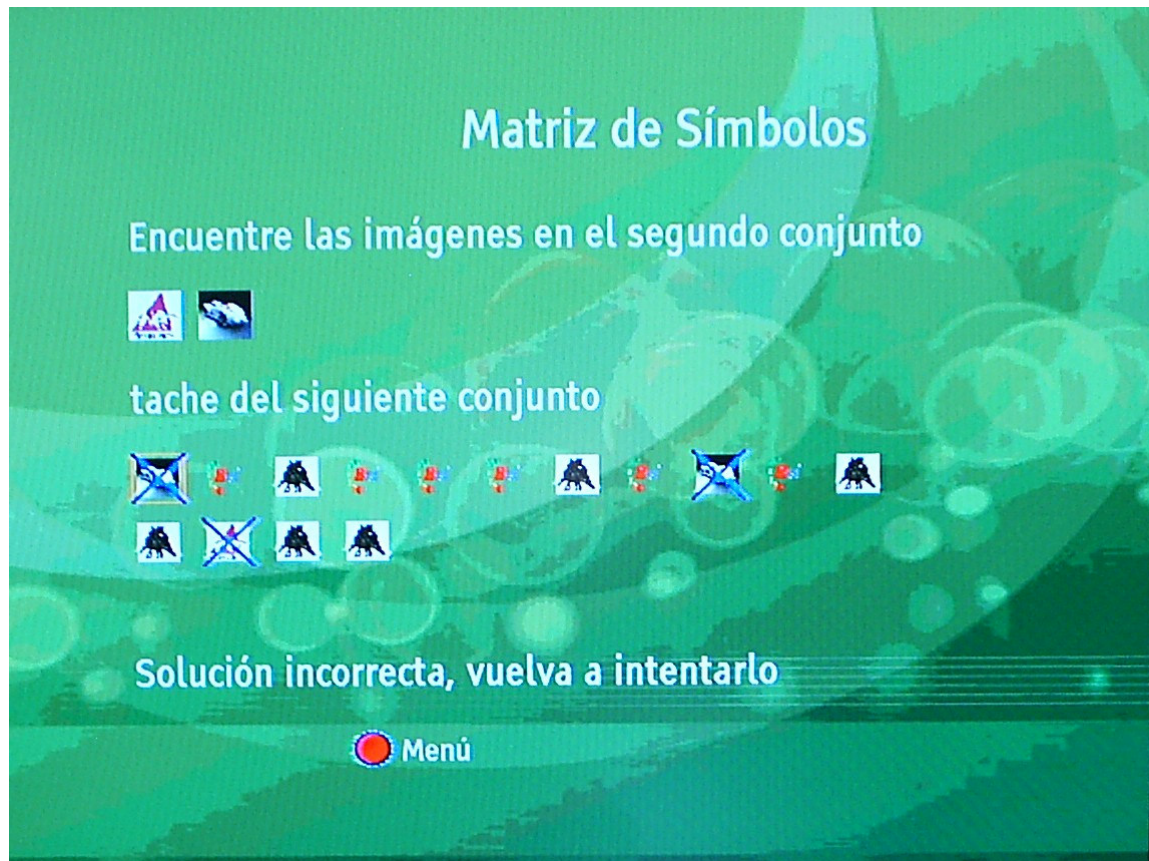 Matriz de Símbolos
Encuentre las imágenes en el segundo conjunto
tache del siguiente conjunto
Solución incorrecta, vuelva a intentarlo
Menú